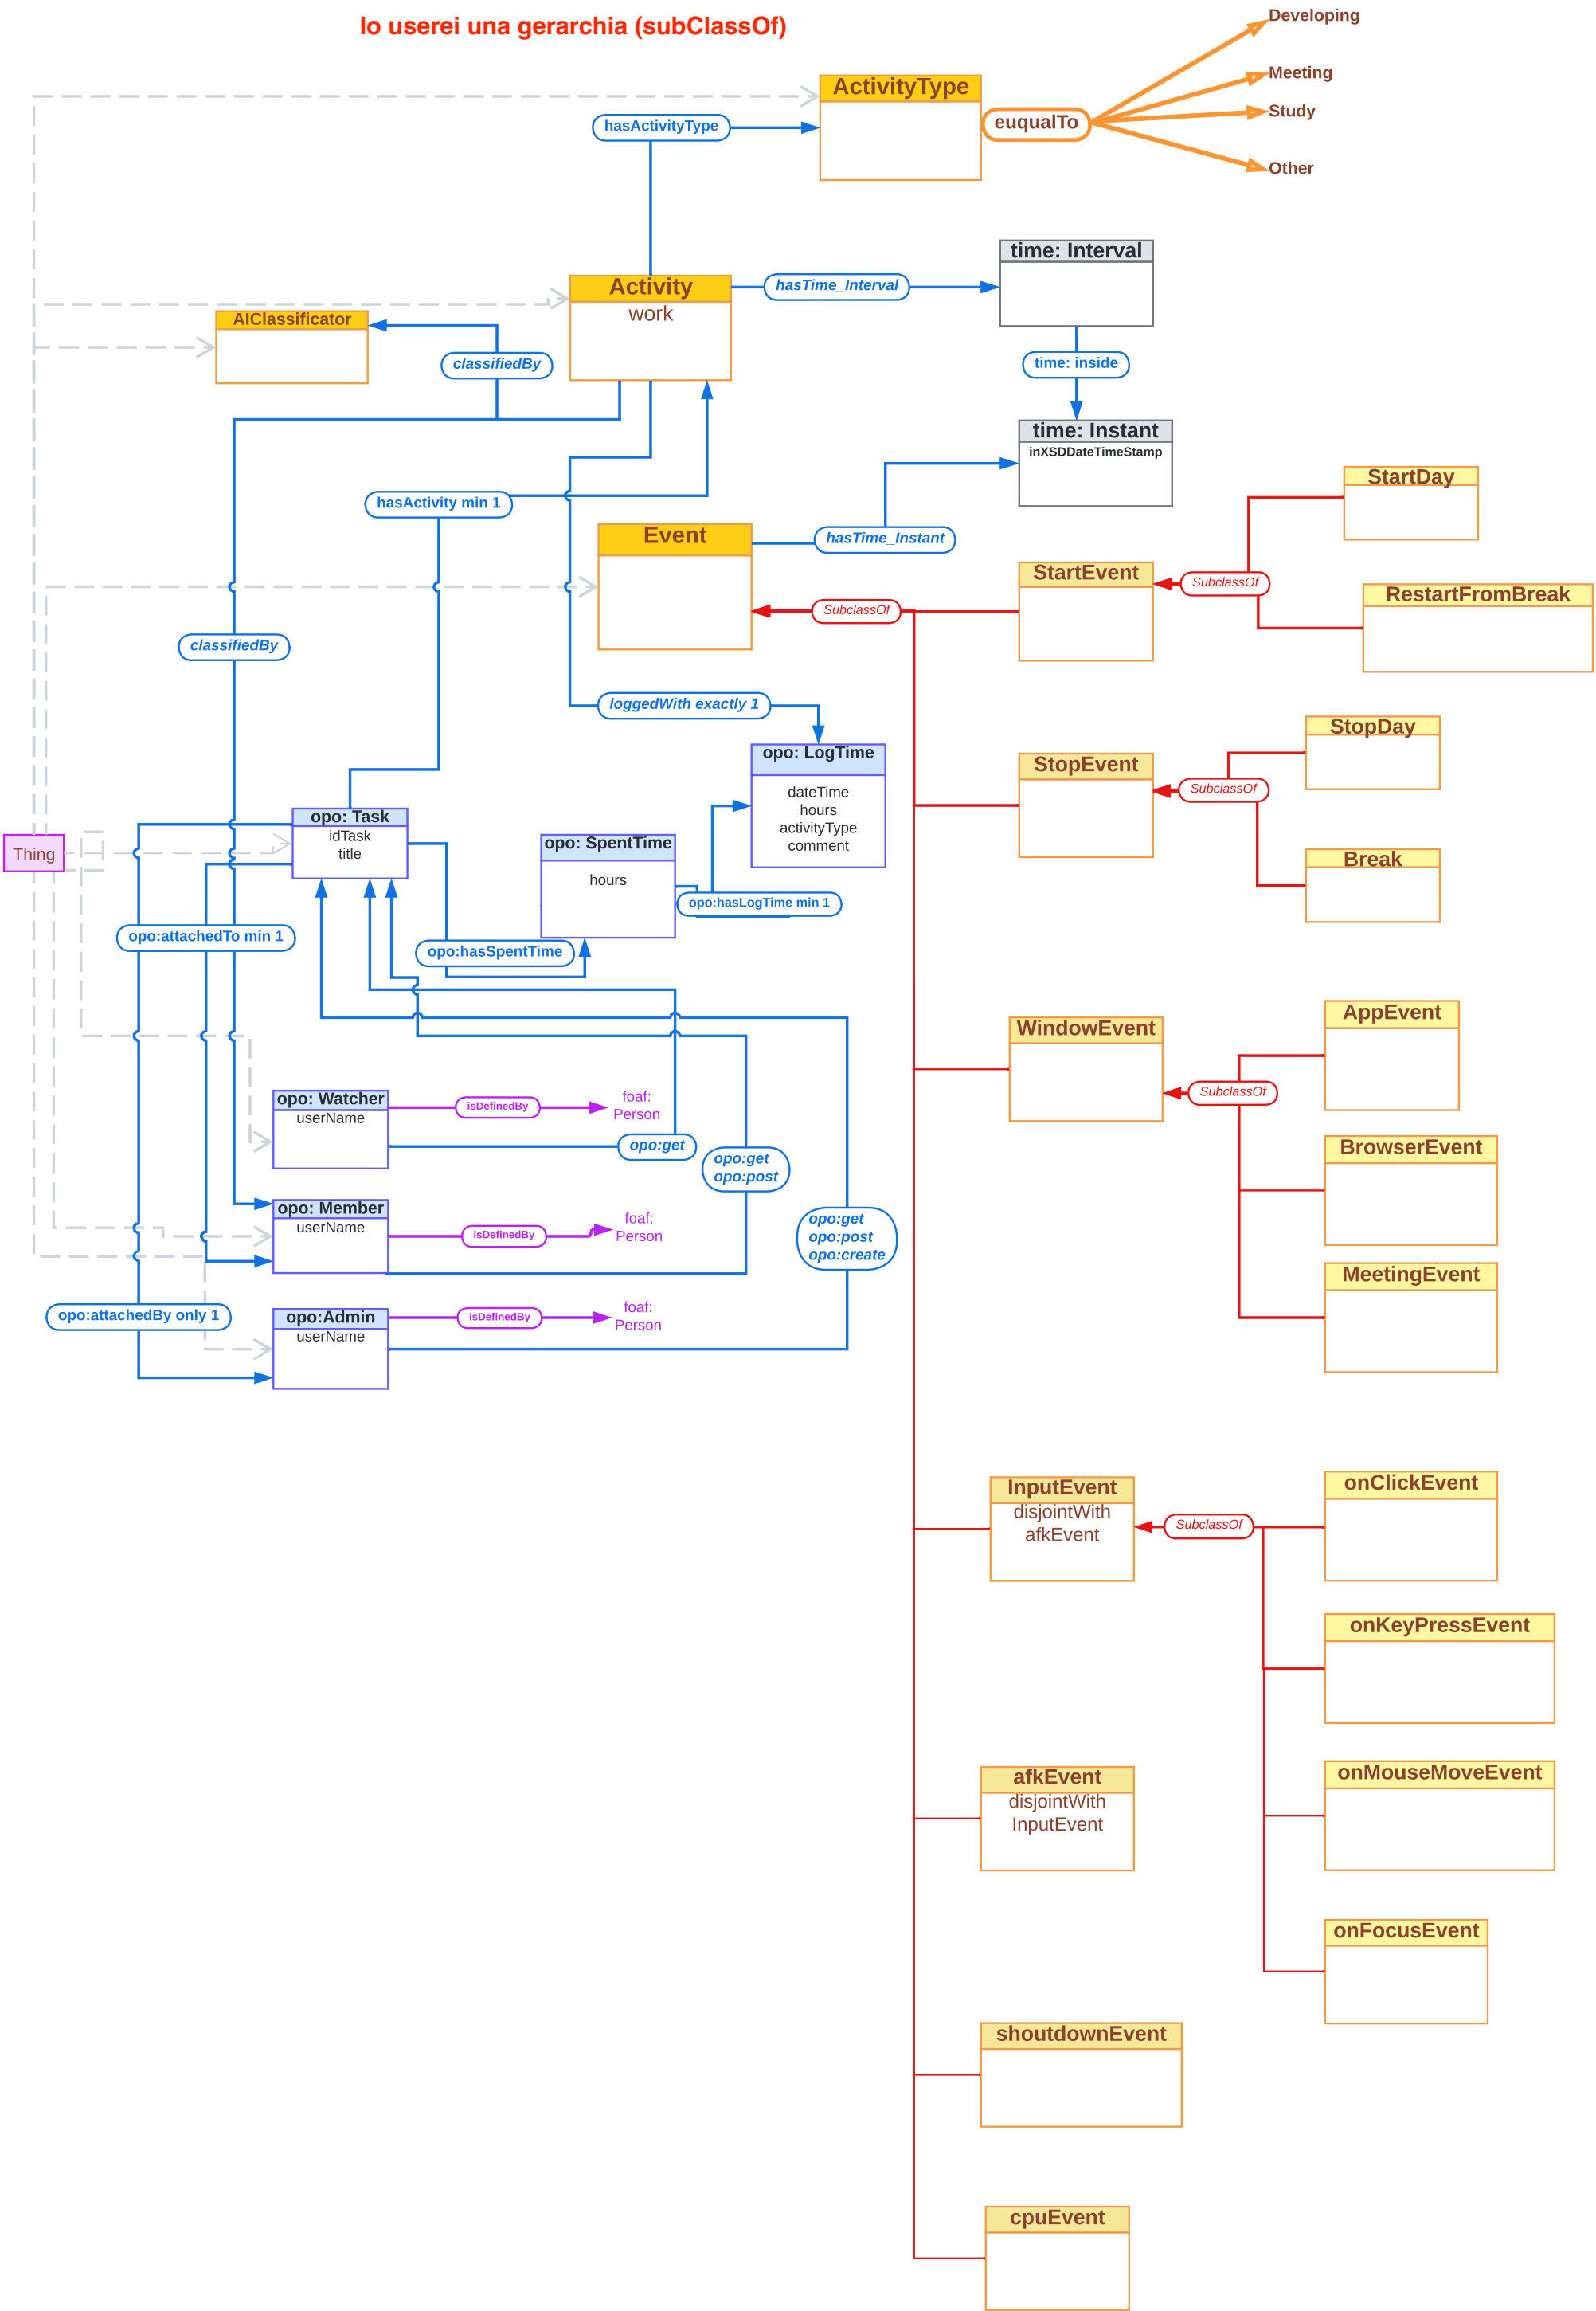 Io userei una gerarchia (subClassOf)
Developing
Meeting
Study
Other
ActivityType
euqualTo
hasActivityType
time: Interval
Activity
work
hasTime_Interval
AIClassificator
classifiedBy
time: inside
time: Instant
inXSDDateTimeStamp
hasActivity min 1
StartDay
Event
hasTime_Instant
StartEvent
SubclassOf
RestartFromBreak
SubclassOf
classifiedBy
loggedWith exactly 1
opo: LogTime
dateTime
hours
activityType
comment
StopDay
StopEvent
SubclassOf
Break
opo: Task
idTask
title
Thing
opo: SpentTime
hours
opo:hasLogTime min 1
opo:attachedTo min 1
opo:hasSpentTime
AppEvent
WindowEvent
SubclassOf
BrowserEvent
MeetingEvent
opo: Watcher
userName
isDefinedBy
foaf:
Person
opo:get
opo:get
opo:post
opo: Member
userName
isDefinedBy
foaf:
Person
opo:get
opo:post
opo:create
opo:attachedBy only 1
opo:Admin
userName
isDefinedBy
foaf:
Person
InputEvent
disjointWith
afkEvent
SubclassOf
onClickEvent
onKeyPressEvent
afkEvent
disjointWith
InputEvent
onMouseMoveEvent
onFocusEvent
shoutdownEvent
cpuEvent